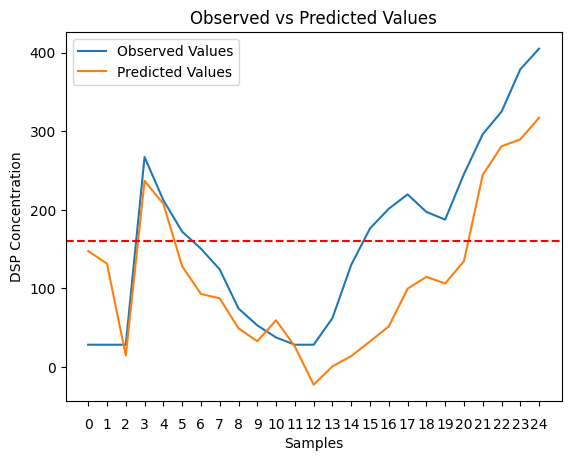 Observed vs Predicted Values
Observed Values
Predicted Values
400
300
200
100
0
DSP Concentration
0 1 2 3 4 5 6 7 8 9 10 11 12 13 14 15 16 17 18 19 20 21 22 23 24
Samples